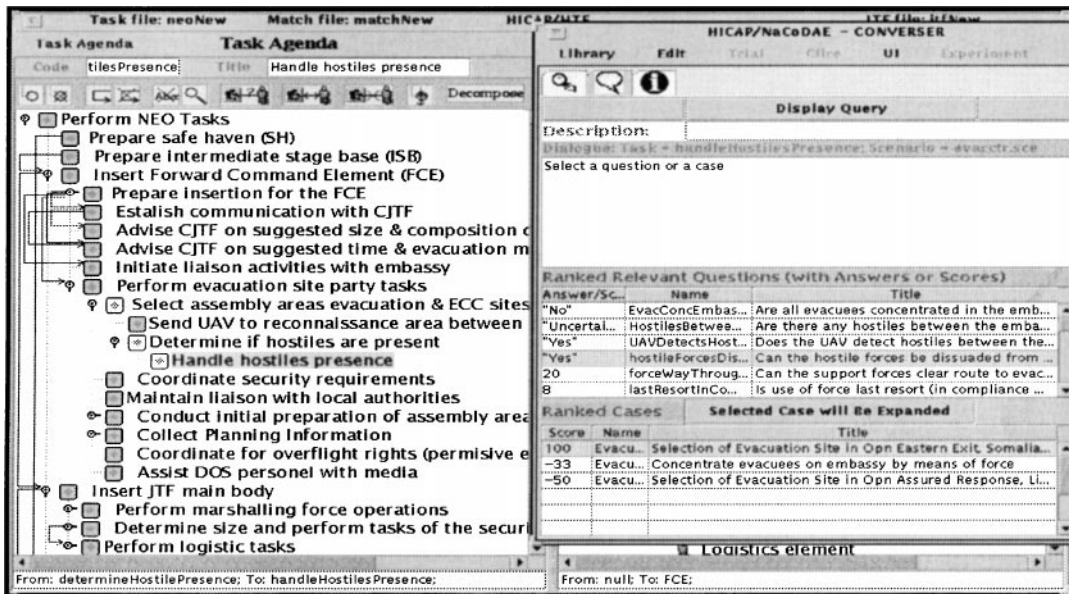 Task file: neoNew Match file: matchNew HICAP/HTE ITF file: itfNew
Task Agenda Task Agenda
Code tilesPresence Title Handle hostiles presence
Decompose
Perform NEO Tasks
Prepare safe haven (SH)
Prepare intermediate stage base (ISB)
Insert Forward Command Element (FCE)
Prepare insertion for the FCE
Estalish communication with CJTF
Advise CJTF on suggested size & composition o
Advise CJTF on suggested time & evacuation m
Initiate liaison activities with embassy
Perform evacuation site party tasks
Select assembly areas evacuation & ECC sites
Send UAV to reconnaissance area between
Determine if hostiles are present
Handle hostiles presence
Coordinate security requirements
Maintain liaison with local authorities
Conduct initial preparation of assembly area
Collect Planning Information
Coordinate for overflight rights (permisive e
Assist DOS personel with media
Insert JTF main body
Perform marshalling force operations
Determine size and perform tasks of the securi
Perform logistic tasks
From: determineHostilePresence; To: handleHostilesPresence;
HICAP/NaCoDAE - CONVERSER
Library Edit Trial Clire UI Experiment
Display Query
Description:
Dialogue: Task = handleHostilesPresence; Scenario = evacctr.sce
Select a question or a case
Ranked Relevant Questions (with Answers or Scores)
Answer/Sc... Name Title
"No" EvacConcEmbas... Are all evacuees concentrated in the emb...
"Uncertai... HostilesBetwee... Are there any hostiles between the emba...
"Yes" UAVDetectsHost... Does the UAV detect hostiles between the...
"Yes" hostileForcesDis... Can the hostile forces be dissuaded from ...
20 forceWayThroug... Can the support forces clear route to evac...
8 lastResortInCo... Is use of force last resort (in compliance ...
Ranked Cases Selected Case will Be Expanded
Score Name Title
100 Evacu... Selection of Evacuation Site in Opn Eastern Exit, Somalia...
-33 Evacu... Concentrate evacuees on embassy by means of force
-50 Evacu... Selection of Evacuation Site in Opn Assured Response, Li...
Logistics element
From: null; To: FCE;